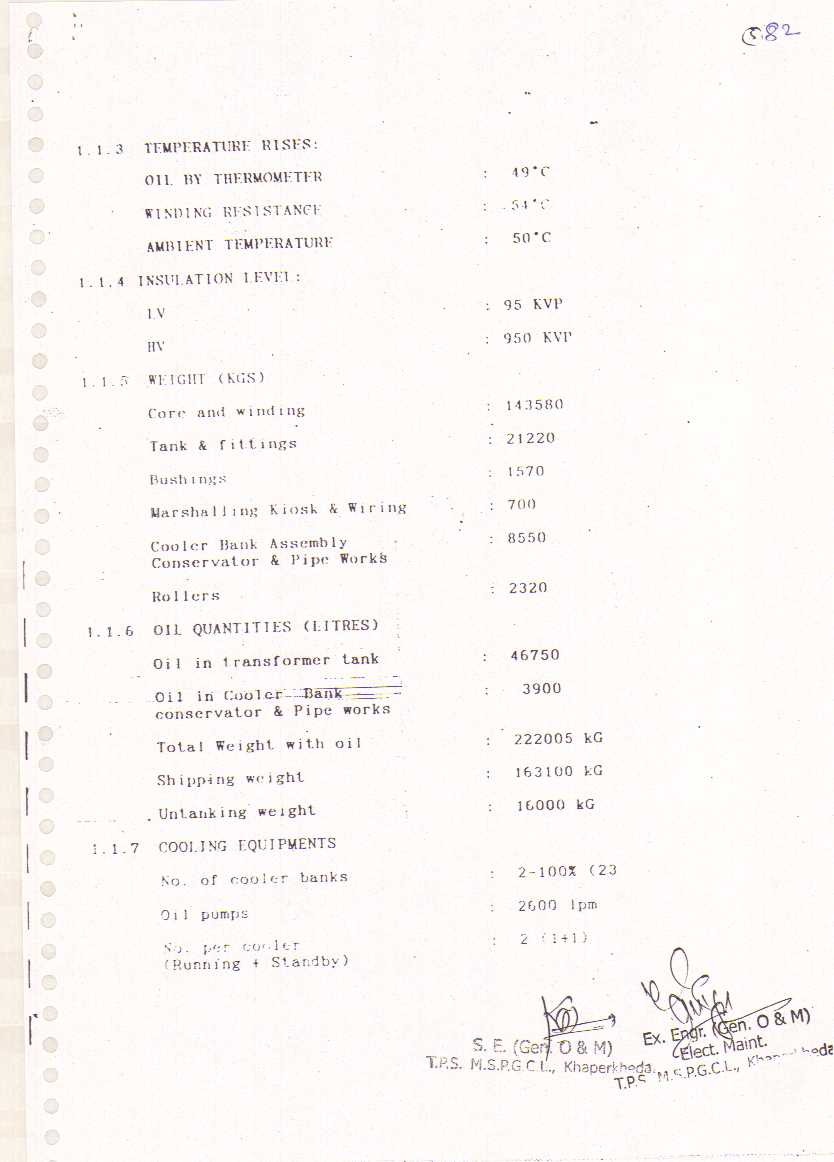 82
1.1.3 TEMPERATURE RISES:
OIL BY THERMOMETER : 49°C
WINDING RESISTANCE : 54°C
AMBIENT TEMPERATURE : 50°C
1.1.4 INSULATION LEVEL:
LV : 95 KVP
HV : 950 KVP
1.1.5 WEIGHT (KGS)
Core and winding : 143580
Tank & fittings : 21220
Bushings : 1570
Marshalling Kiosk & Wiring : 700
Cooler Bank Assembly : 8550
Conservator & Pipe Works
Rollers : 2320
1.1.6 OIL QUANTITIES (LITRES)
Oil in transformer tank : 46750
Oil in Cooler Bank : 3900
conservator & Pipe works
Total Weight with oil : 222005 kG
Shipping weight : 163100 kG
Untanking weight : 16000 kG
1.1.7 COOLING EQUIPMENTS
No. of cooler banks : 2-100% (23
Oil pumps : 2600 lpm
No. per cooler : 2 (1+1)
(Running + Standby)
S. E. (Gen. O & M)
T.P.S. M.S.P.G.C.L., Khaperkheda.
Ex. Engr. (Gen. O & M)
Elect. Maint.
T.P.S. M.S.P.G.C.L., Khaperkheda